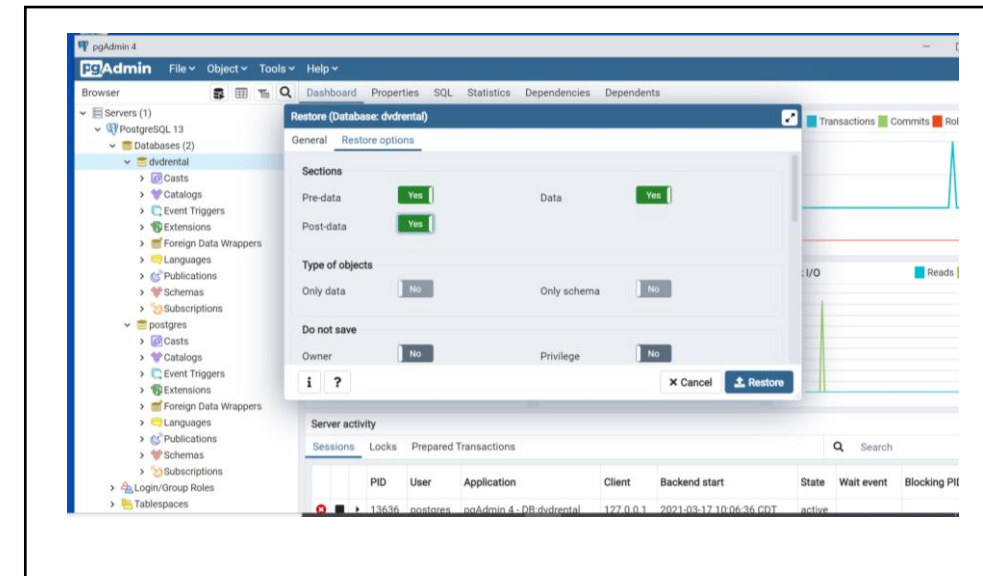 pgAdmin 4
pgAdmin File Object Tools Help
Browser
Dashboard Properties SQL Statistics Dependencies Dependents
Servers (1)
PostgreSQL 13
Databases (2)
dvdrental
Casts
Catalogs
Event Triggers
Extensions
Foreign Data Wrappers
Languages
Publications
Schemas
Subscriptions
postgres
Casts
Catalogs
Event Triggers
Extensions
Foreign Data Wrappers
Languages
Publications
Schemas
Subscriptions
Login/Group Roles
Tablespaces
Restore (Database: dvdrental)
General Restore options
Sections
Pre-data Yes Data Yes
Post-data Yes
Type of objects
Only data No Only schema No
Do not save
Owner No Privilege No
i ? Cancel Restore
Transactions Commits Rol
I/O Reads
Server activity
Sessions Locks Prepared Transactions Search
PID User Application Client Backend start State Wait event Blocking PI
13636 postgres pgAdmin 4 - DB:dvdrental 127.0.0.1 2021-03-17 10:06:36 CDT active